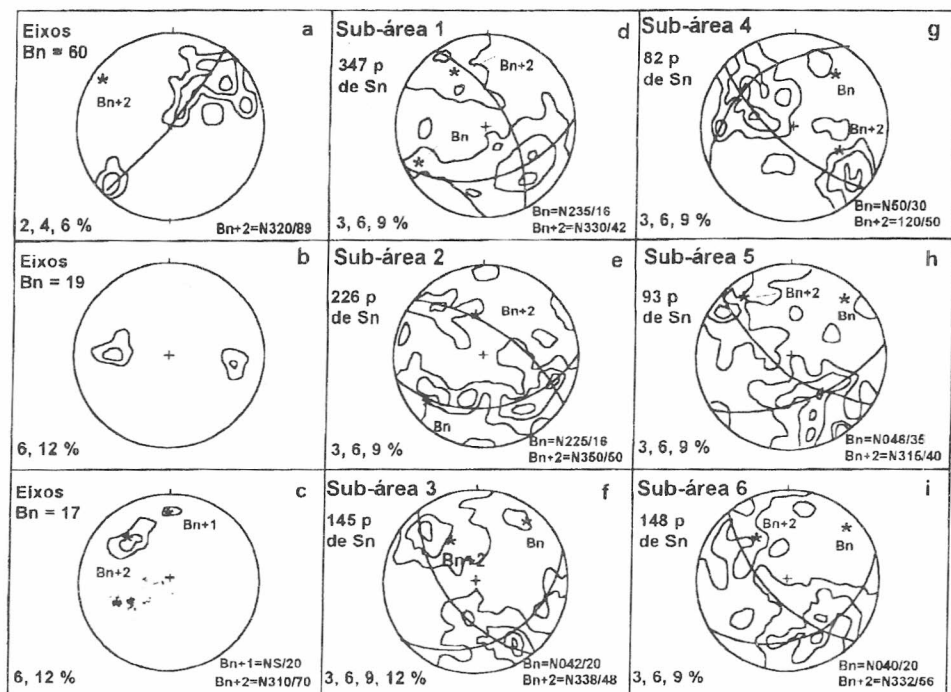 Eixos
Bn = 60
a
Bn+2
2, 4, 6 %
Bn+2=N320/89
Sub-área 1
d
347 p
de Sn
Bn+2
Bn
3, 6, 9 %
Bn=N235/16
Bn+2=N330/42
Sub-área 4
g
82 p
de Sn
Bn
Bn+2
3, 6, 9 %
Bn=N50/30
Bn+2=120/50
Eixos
Bn = 19
b
6, 12 %
Sub-área 2
e
226 p
de Sn
Bn+2
Bn
3, 6, 9 %
Bn=N225/16
Bn+2=N350/50
Sub-área 5
h
93 p
de Sn
Bn+2
Bn
3, 6, 9 %
Bn=N046/35
Bn+2=N315/40
Eixos
Bn = 17
c
Bn+1
Bn+2
6, 12 %
Bn+1=NS/20
Bn+2=N310/70
Sub-área 3
f
145 p
de Sn
Bn
Bn+2
3, 6, 9, 12 %
Bn=N042/20
Bn+2=N338/48
Sub-área 6
i
148 p
de Sn
Bn+2
Bn
3, 6, 9 %
Bn=N040/20
Bn+2=N332/56